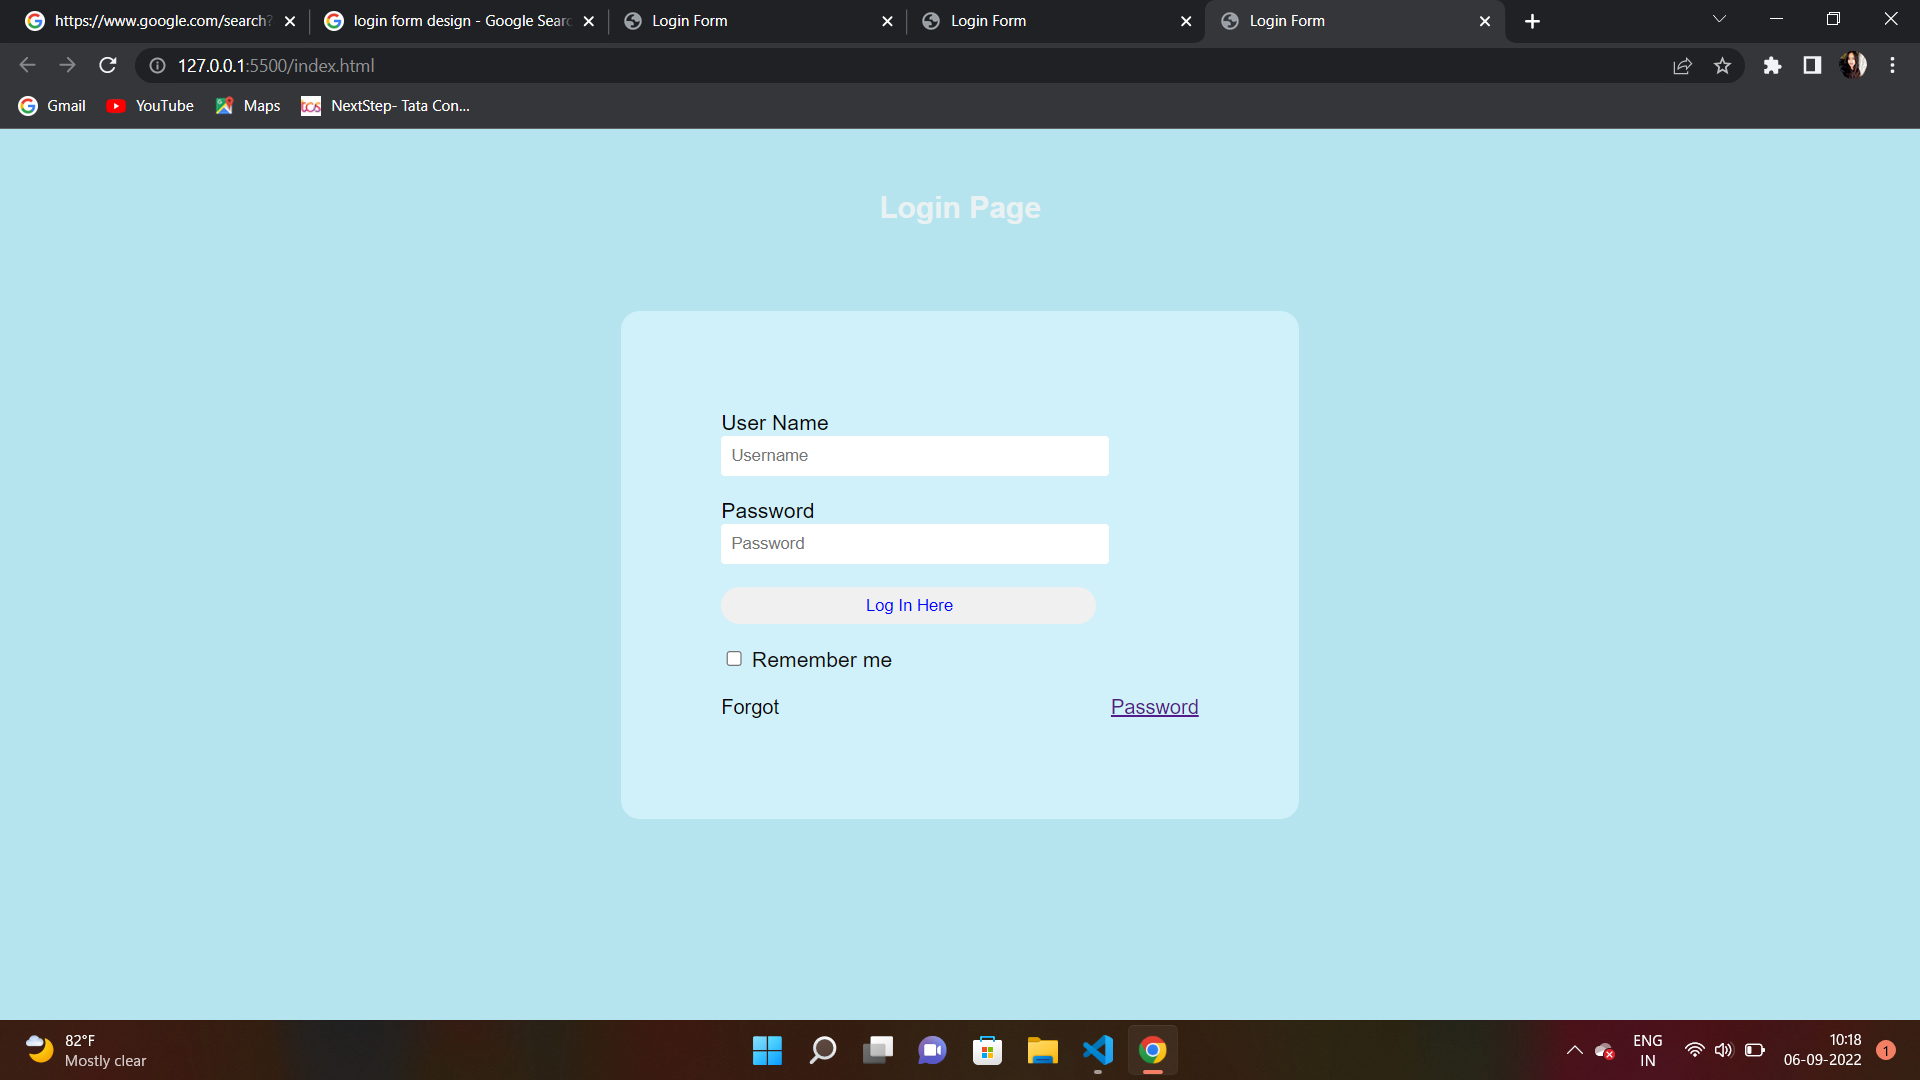 https://www.google.com/search?
login form design - Google Searc
Login Form
Login Form
Login Form
127.0.0.1:5500/index.html
Gmail
YouTube
Maps
tcs
NextStep- Tata Con...
Login Page
User Name
Username
Password
Password
Log In Here
Remember me
Forgot Password
82°F
Mostly clear
ENG
IN
10:18
06-09-2022
1